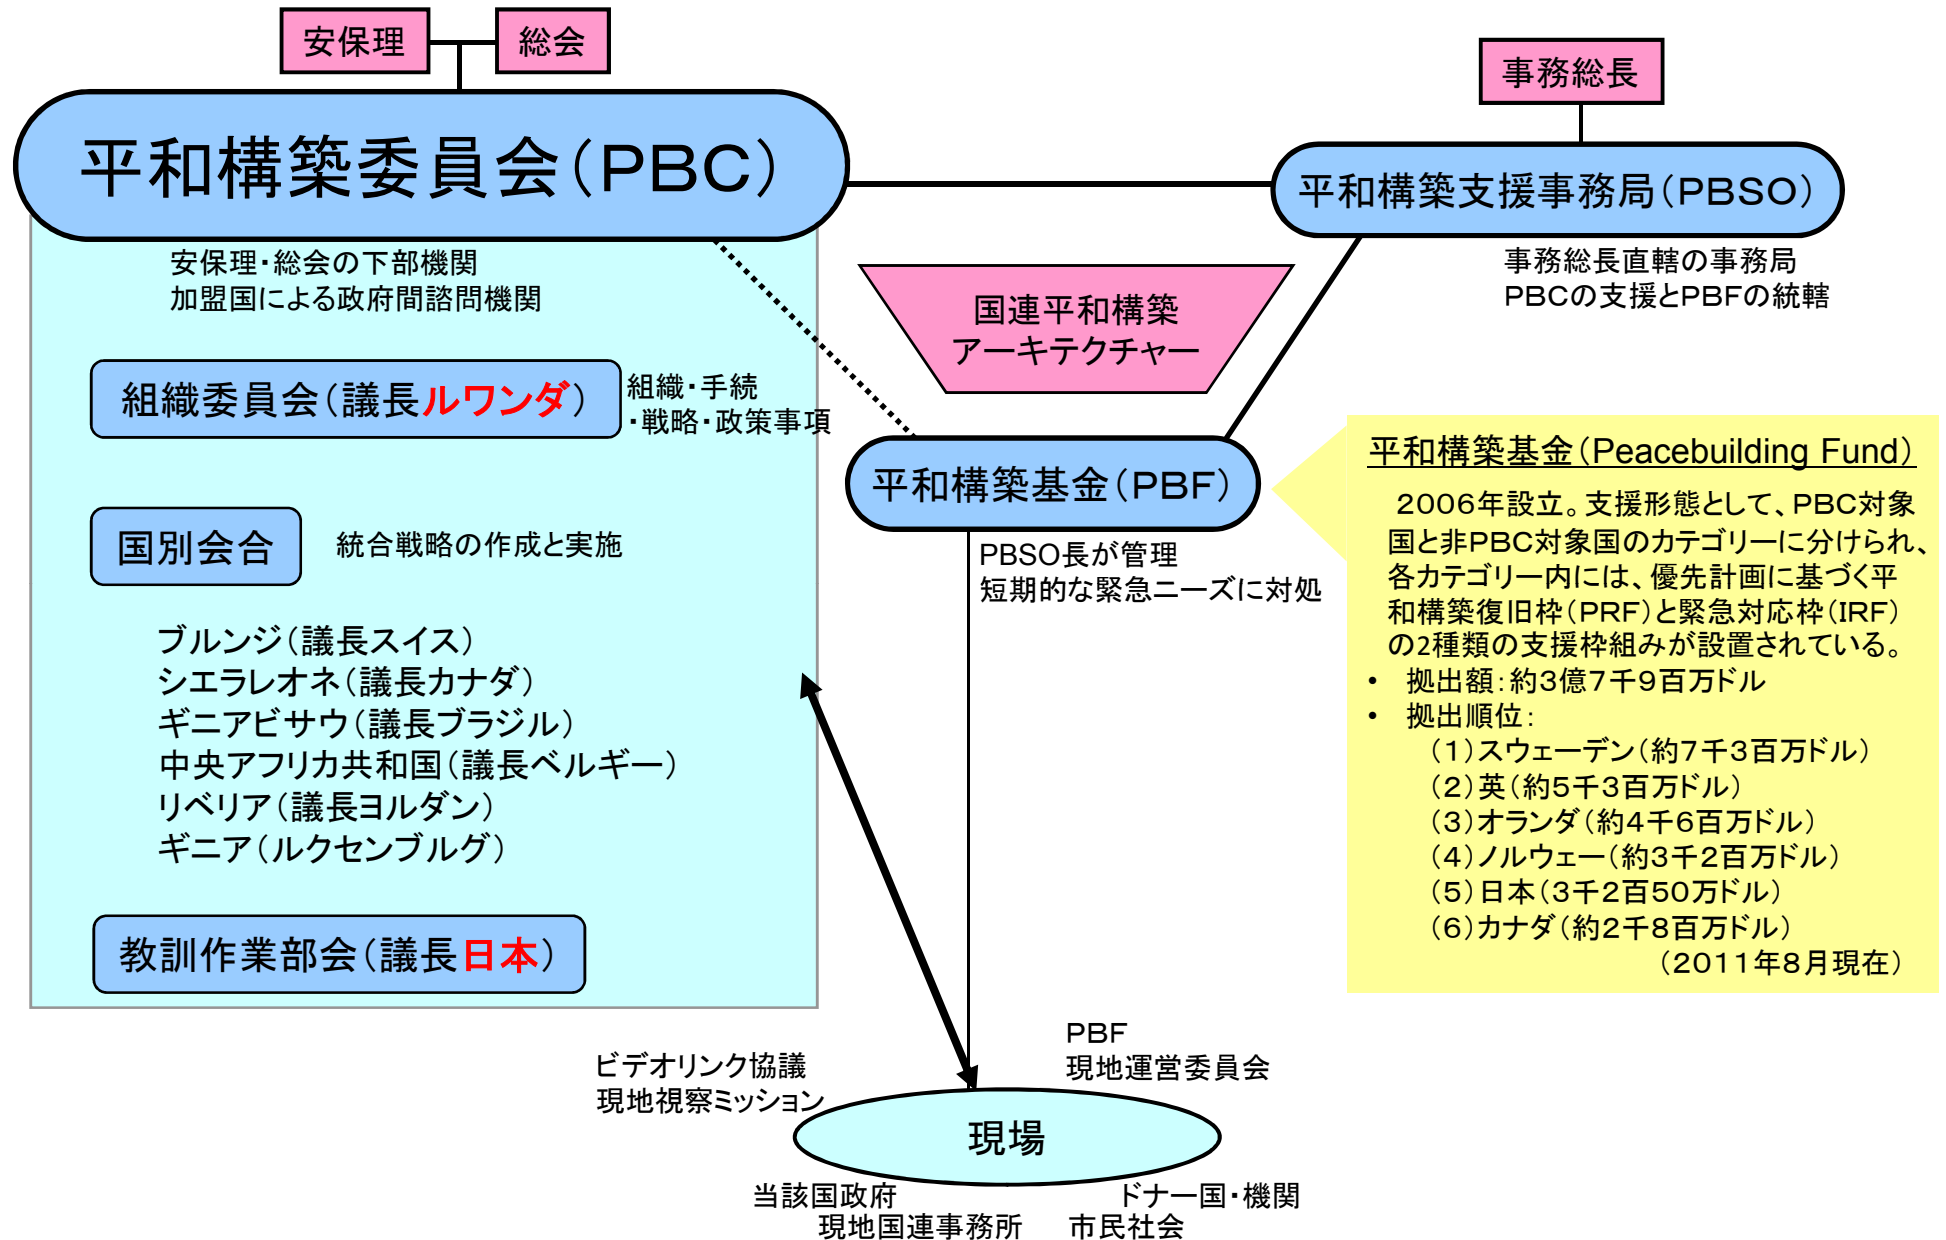 安保理
総会
事務総長
平和構築委員会(PBC)
平和構築支援事務局(PBSO)
安保理・総会の下部機関
加盟国による政府間諮問機関
事務総長直轄の事務局
PBCの支援とPBFの統轄
国連平和構築
アーキテクチャー
組織委員会(議長ルワンダ)
組織・手続
・戦略・政策事項
国別会合
統合戦略の作成と実施
ブルンジ(議長スイス)
シエラレオネ(議長カナダ)
ギニアビサウ(議長ブラジル)
中央アフリカ共和国(議長ベルギー)
リベリア(議長ヨルダン)
ギニア(ルクセンブルグ)
教訓作業部会(議長日本)
平和構築基金(PBF)
PBSO長が管理
短期的な緊急ニーズに対処
平和構築基金(Peacebuilding Fund)
2006年設立。支援形態として、PBC対象
国と非PBC対象国のカテゴリーに分けられ、
各カテゴリー内には、優先計画に基づく平
和構築復旧枠(PRF)と緊急対応枠(IRF)
の2種類の支援枠組みが設置されている。
• 拠出額:約3億7千9百万ドル
• 拠出順位:
(1)スウェーデン(約7千3百万ドル)
(2)英(約5千3百万ドル)
(3)オランダ(約4千6百万ドル)
(4)ノルウェー(約3千2百万ドル)
(5)日本(3千2百50万ドル)
(6)カナダ(約2千8百万ドル)
(2011年8月現在)
ビデオリンク協議
現地視察ミッション
PBF
現地運営委員会
現場
当該国政府
現地国連事務所
ドナー国・機関
市民社会